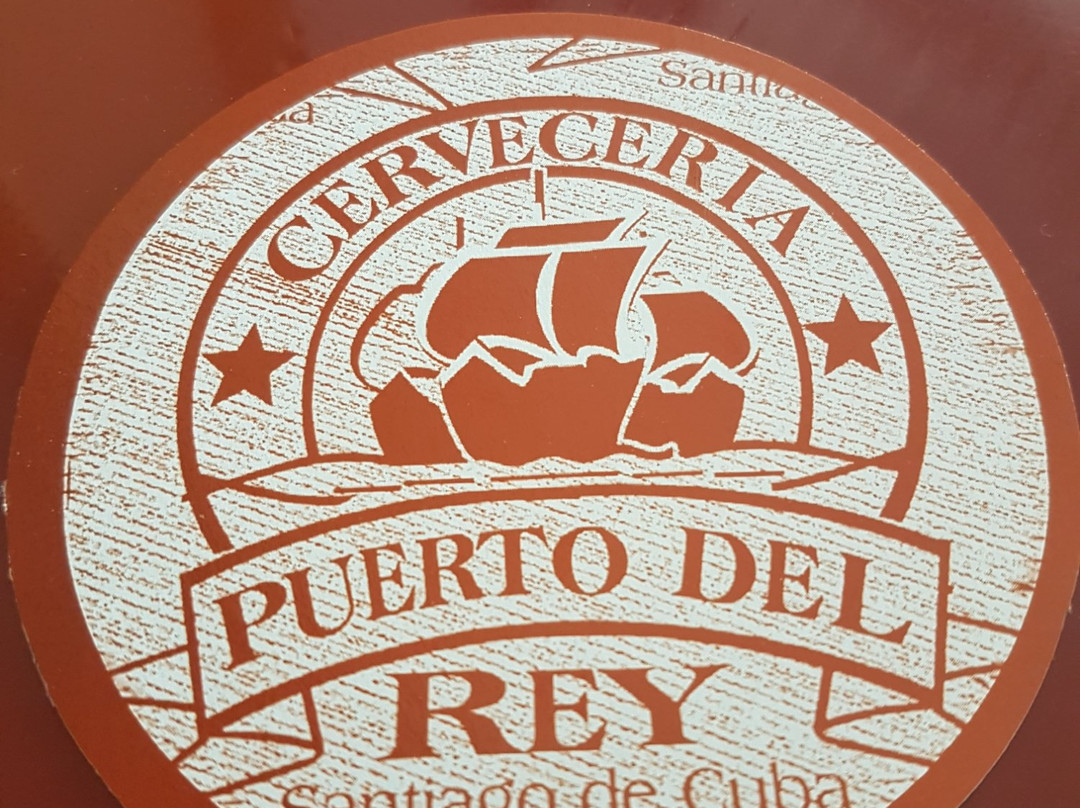 CERVECERIA
PUERTO DEL
REY
Santiago de Cuba